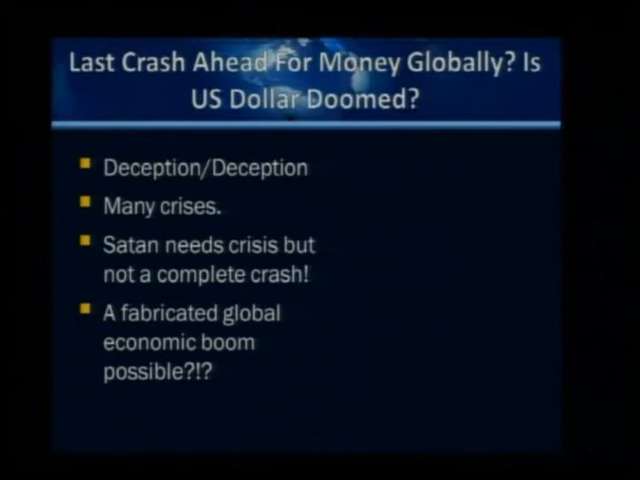 Last Crash Ahead For Money Globally? Is
US Dollar Doomed?
Deception/Deception
Many crises.
Satan needs crisis but
not a complete crash!
A fabricated global
economic boom
possible?!?